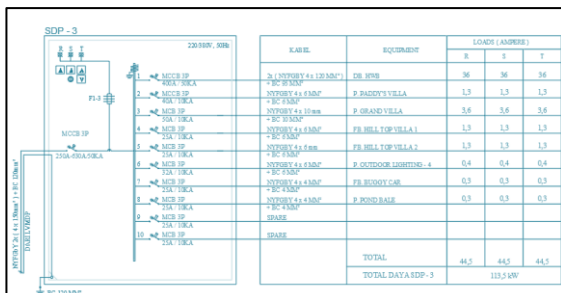 SDP - 3
220/380V, 50Hz
KABEL
EQUIPMENT
LOADS ( AMPERE )
R
S
T
R S T
A A A
V
F1-3
MCCB 3P
DARI LVMDP
1 MCCB 3P
400A / 30KA
2x ( NYFGBY 4 x 120 MM² )
+ BC 95 MM²
DB. HWB
36
36
36
2 MCCB 3P
40A / 10KA
NYFGBY 4 x 6 MM²
+ BC 6 MM²
P. PADDY'S VILLA
1,3
1,3
1,3
3 MCB 3P
50A / 10KA
NYFGBY 4 x 10 mm
+ BC 10 MM²
P. GRAND VILLA
3,6
3,6
3,6
4 MCB 3P
25A / 10KA
NYFGBY 4 x 6 MM²
+ BC 6 MM²
FB. HILL TOP VILLA 1
1,3
1,3
1,3
5 MCB 3P
25A / 10KA
NYFGBY 4 x 6 mm
+ BC 6 MM²
FB. HILL TOP VILLA 2
1,3
1,3
1,3
6 MCB 3P
32A / 10KA
NYFGBY 4 x 6 MM²
+ BC 6 MM²
P. OUTDOOR LIGHTING - 4
0,4
0,4
0,4
7 MCB 3P
25A / 10KA
NYFGBY 4 x 4 MM²
+ BC 4 MM²
FB. BUGGY CAR
0,3
0,3
0,3
8 MCB 3P
25A / 10KA
NYFGBY 4 x 4 MM²
+ BC 4 MM²
P. POND BALE
0,3
0,3
0,3
9 MCB 3P
25A / 10KA
SPARE
10 MCB 3P
25A / 10KA
SPARE
TOTAL
44,5
44,5
44,5
TOTAL DAYA SDP - 3
113,5 kW